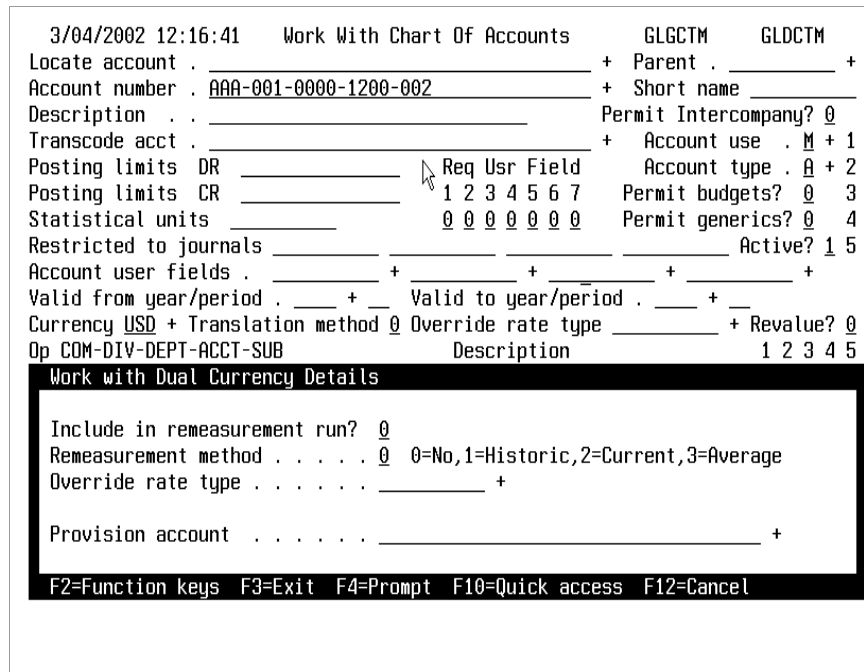 3/04/2002 12:16:41 Work With Chart Of Accounts GLGCTM GLDCTM
Locate account . + Parent . +
Account number . AAA-001-0000-1200-002 + Short name
Description . . Permit Intercompany? 0
Transcode acct . + Account use . M + 1
Posting limits DR Req Usr Field Account type . A + 2
Posting limits CR 1 2 3 4 5 6 7 Permit budgets? 0 3
Statistical units 0 0 0 0 0 0 0 Permit generics? 0 4
Restricted to journals Active? 1 5
Account user fields . + + + +
Valid from year/period . + Valid to year/period . +
Currency USD + Translation method 0 Override rate type + Revalue? 0
Op COM-DIV-DEPT-ACCT-SUB Description 1 2 3 4 5
Work with Dual Currency Details
Include in remeasurement run? 0
Remeasurement method . . . . . 0 0=No,1=Historic,2=Current,3=Average
Override rate type . . . . . . +
Provision account . . . . . . +
F2=Function keys F3=Exit F4=Prompt F10=Quick access F12=Cancel